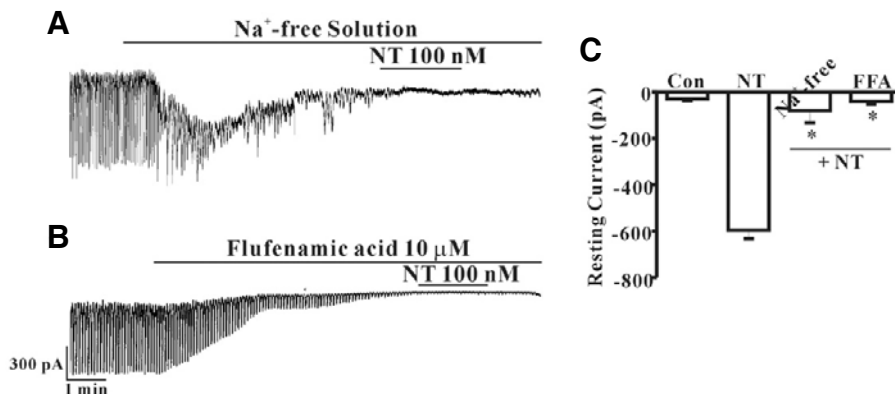 A
Na⁺-free Solution
NT 100 nM
B
Flufenamic acid 10 μM
NT 100 nM
300 pA
1 min
C
Con NT Na⁺-free FFA
0
-200
-400
-600
-800
Resting Current (pA)
* *
+ NT